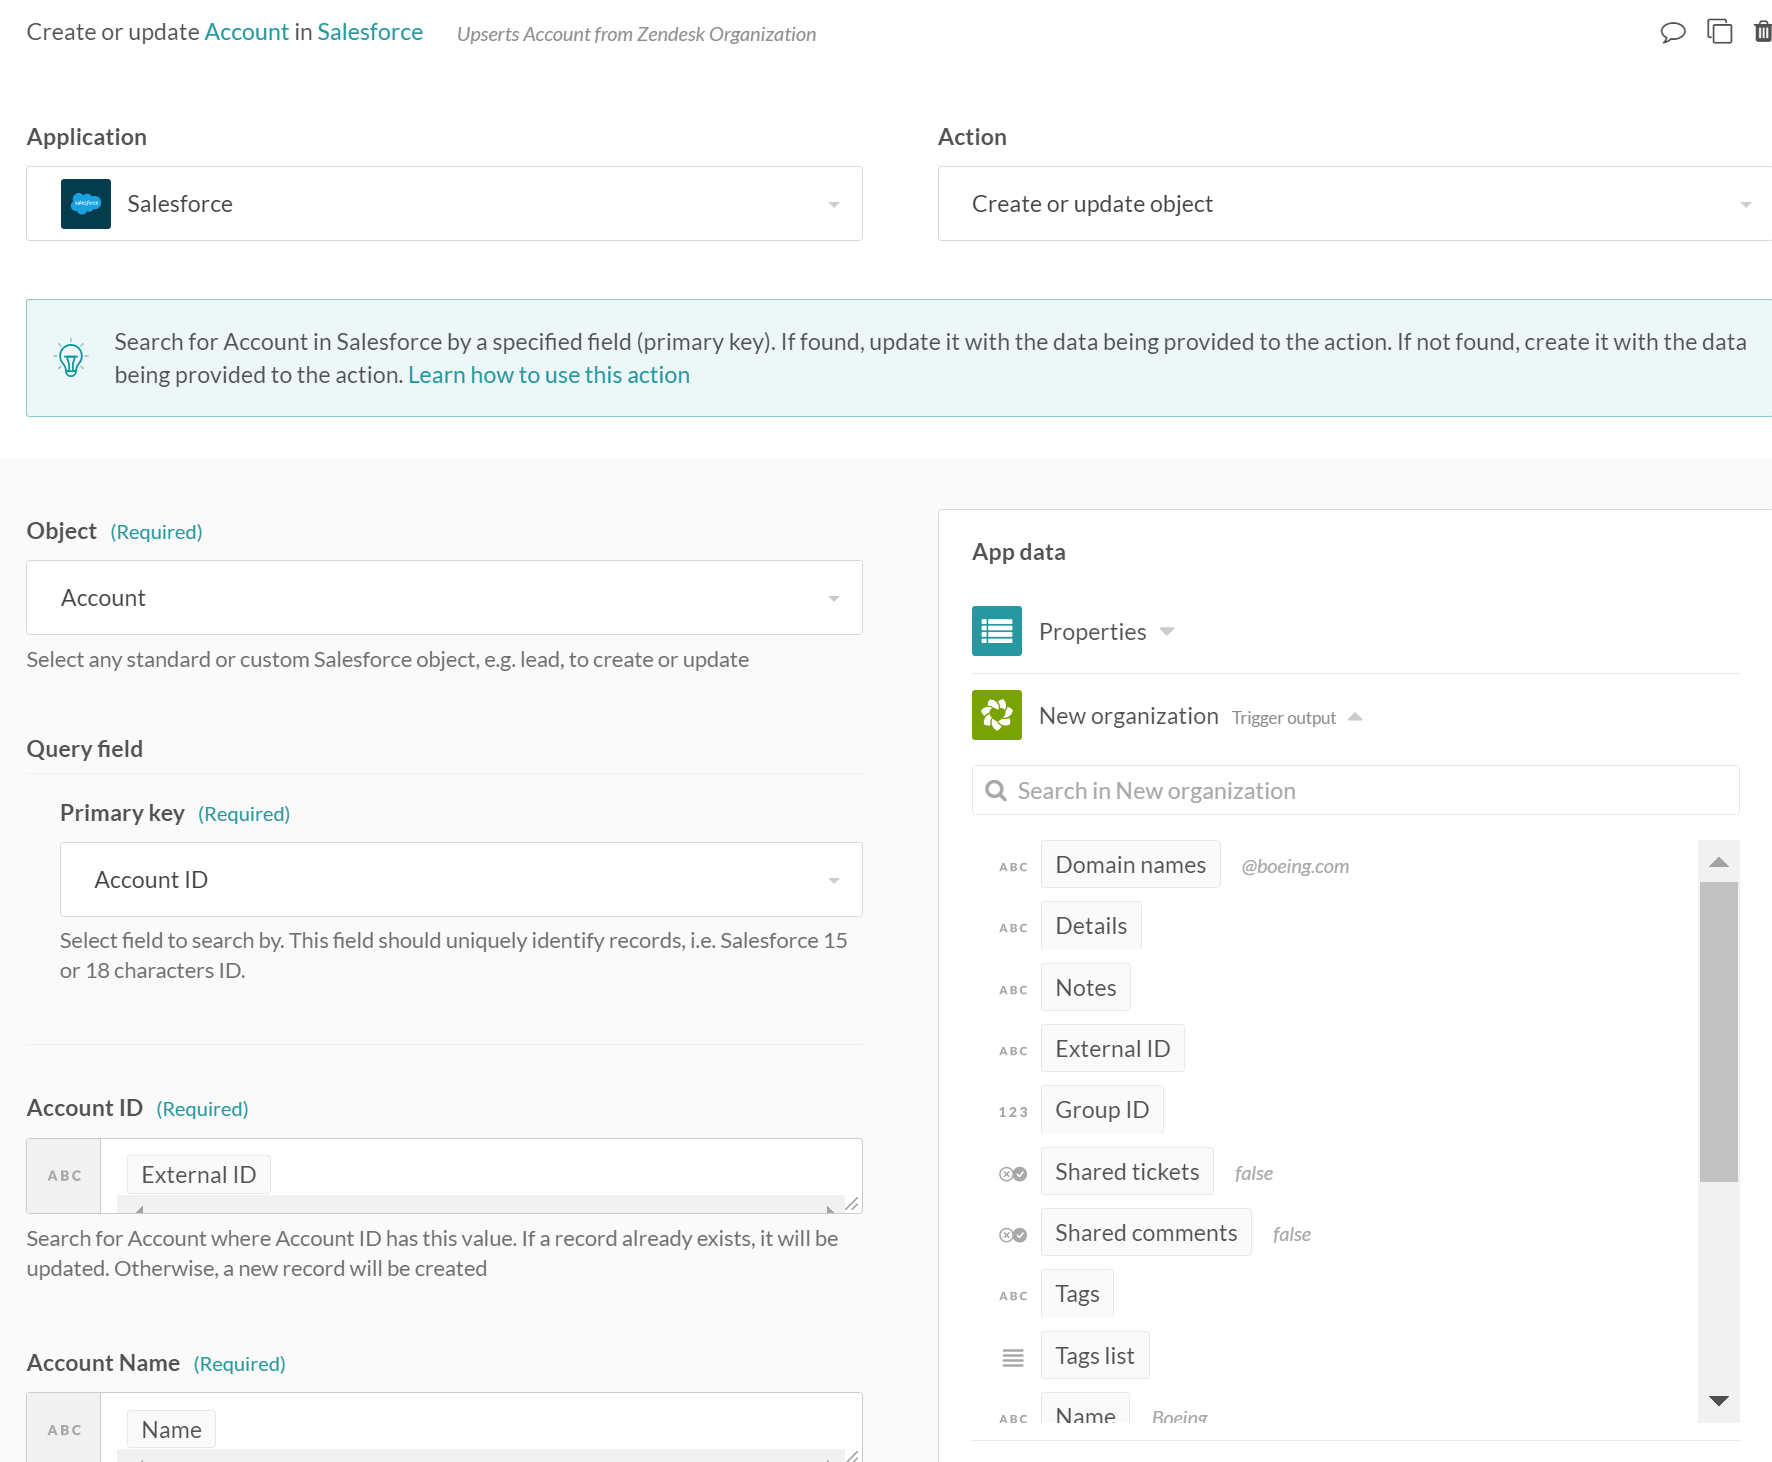 Create or update Account in Salesforce Upserts Account from Zendesk Organization
Application
salesforce
Salesforce
Action
Create or update object
Search for Account in Salesforce by a specified field (primary key). If found, update it with the data being provided to the action. If not found, create it with the data
being provided to the action. Learn how to use this action
Object (Required)
Account
Select any standard or custom Salesforce object, e.g. lead, to create or update
Query field
Primary key (Required)
Account ID
Select field to search by. This field should uniquely identify records, i.e. Salesforce 15
or 18 characters ID.
Account ID (Required)
ABC External ID
Search for Account where Account ID has this value. If a record already exists, it will be
updated. Otherwise, a new record will be created
Account Name (Required)
ABC Name
App data
Properties
New organization Trigger output
Search in New organization
ABC Domain names @boeing.com
ABC Details
ABC Notes
ABC External ID
123 Group ID
Shared tickets false
Shared comments false
ABC Tags
Tags list
ABC Name Boeing